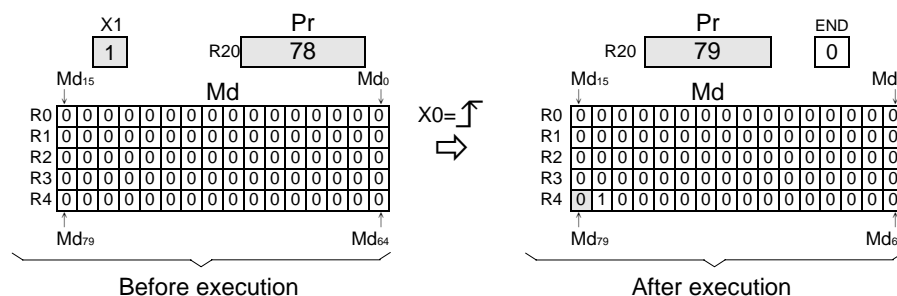 X1 Pr Pr END
1 R20 78 R20 79 0
Md15 Md Md0 Md15 Md Md
R0 0 0 0 0 0 0 0 0 0 0 0 0 0 0 0 0 X0= R0 0 0 0 0 0 0 0 0 0 0 0 0 0 0 0 0
R1 0 0 0 0 0 0 0 0 0 0 0 0 0 0 0 0 R1 0 0 0 0 0 0 0 0 0 0 0 0 0 0 0 0
R2 0 0 0 0 0 0 0 0 0 0 0 0 0 0 0 0 R2 0 0 0 0 0 0 0 0 0 0 0 0 0 0 0 0
R3 0 0 0 0 0 0 0 0 0 0 0 0 0 0 0 0 R3 0 0 0 0 0 0 0 0 0 0 0 0 0 0 0 0
R4 0 0 0 0 0 0 0 0 0 0 0 0 0 0 0 0 R4 0 1 0 0 0 0 0 0 0 0 0 0 0 0 0 0
Md79 Md64 Md79 Md6
Before execution After execution